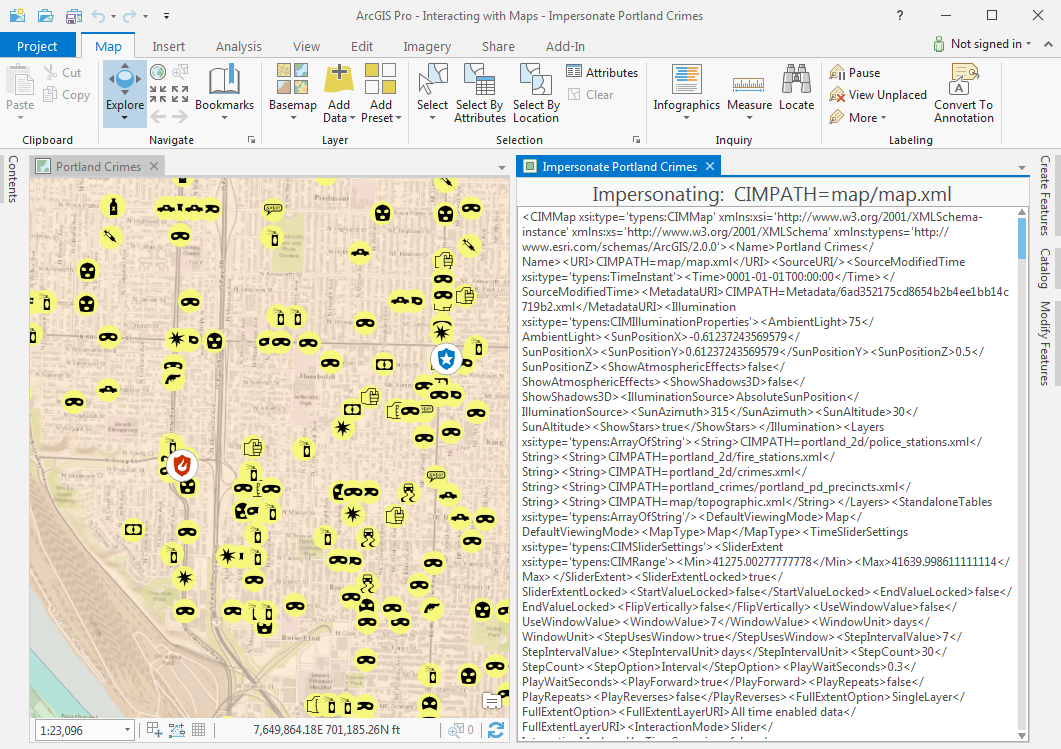 ArcGIS Pro - Interacting with Maps - Impersonate Portland Crimes
?
Project Map Insert Analysis View Edit Imagery Share Add-In
Not signed in
Paste
Cut
Copy
Clipboard
Explore
Bookmarks
Navigate
Basemap
Add Data
Add Preset
Layer
Select
Select By Attributes
Select By Location
Attributes
Clear
Selection
Infographics
Measure
Locate
Inquiry
Pause
View Unplaced
More
Convert To Annotation
Labeling
Contents
Portland Crimes
Impersonate Portland Crimes
Create Features
Catalog
Modify Features
Impersonating:  CIMPATH=map/map.xml
<CIMMap xsi:type='typens:CIMMap' xmlns:xsi='http://www.w3.org/2001/XMLSchema-
instance' xmlns:xs='http://www.w3.org/2001/XMLSchema' xmlns:typens='http://
www.esri.com/schemas/ArcGIS/2.0.0'><Name>Portland Crimes</
Name><URI>CIMPATH=map/map.xml</URI><SourceURI/><SourceModifiedTime
xsi:type='typens:TimeInstant'><Time>0001-01-01T00:00:00</Time></
SourceModifiedTime><MetadataURI>CIMPATH=Metadata/6ad352175cd8654b2b4ee1bb14c
719b2.xml</MetadataURI><Illumination
xsi:type='typens:CIMIlluminationProperties'><AmbientLight>75</
AmbientLight><SunPositionX>-0.61237243569579</
SunPositionX><SunPositionY>0.61237243569579</SunPositionY><SunPositionZ>0.5</
SunPositionZ><ShowAtmosphericEffects>false</
ShowAtmosphericEffects><ShowShadows3D>false</
ShowShadows3D><IlluminationSource>AbsoluteSunPosition</
IlluminationSource><SunAzimuth>315</SunAzimuth><SunAltitude>30</
SunAltitude><ShowStars>true</ShowStars></Illumination><Layers
xsi:type='typens:ArrayOfString'><String>CIMPATH=portland_2d/police_stations.xml</
String><String>CIMPATH=portland_2d/fire_stations.xml</
String><String>CIMPATH=portland_2d/crimes.xml</
String><String>CIMPATH=portland_crimes/portland_pd_precincts.xml</
String><String>CIMPATH=map/topographic.xml</String></Layers><StandaloneTables
xsi:type='typens:ArrayOfString'/><DefaultViewingMode>Map</
DefaultViewingMode><MapType>Map</MapType><TimeSliderSettings
xsi:type='typens:CIMSliderSettings'><SliderExtent
xsi:type='typens:CIMRange'><Min>41275.00277777778</Min><Max>41639.998611111114</
Max></SliderExtent><SliderExtentLocked>true</
SliderExtentLocked><StartValueLocked>false</StartValueLocked><EndValueLocked>false</
EndValueLocked><FlipVertically>false</FlipVertically><UseWindowValue>false</
UseWindowValue><WindowValue>7</WindowValue><WindowUnit>days</
WindowUnit><StepUsesWindow>true</StepUsesWindow><StepIntervalValue>7</
StepIntervalValue><StepIntervalUnit>days</StepIntervalUnit><StepCount>30</
StepCount><StepOption>Interval</StepOption><PlayWaitSeconds>0.3</
PlayWaitSeconds><PlayForward>true</PlayForward><PlayRepeats>false</
PlayRepeats><PlayReverses>false</PlayReverses><FullExtentOption>SingleLayer</
FullExtentOption><FullExtentLayerURI>All time enabled data</
FullExtentLayerURI><InteractionMode>Slider</
Piedmont
Humboldt
King
Boise-Eliot
1:23,096
7,649,864.18E 701,185.26N ft
0